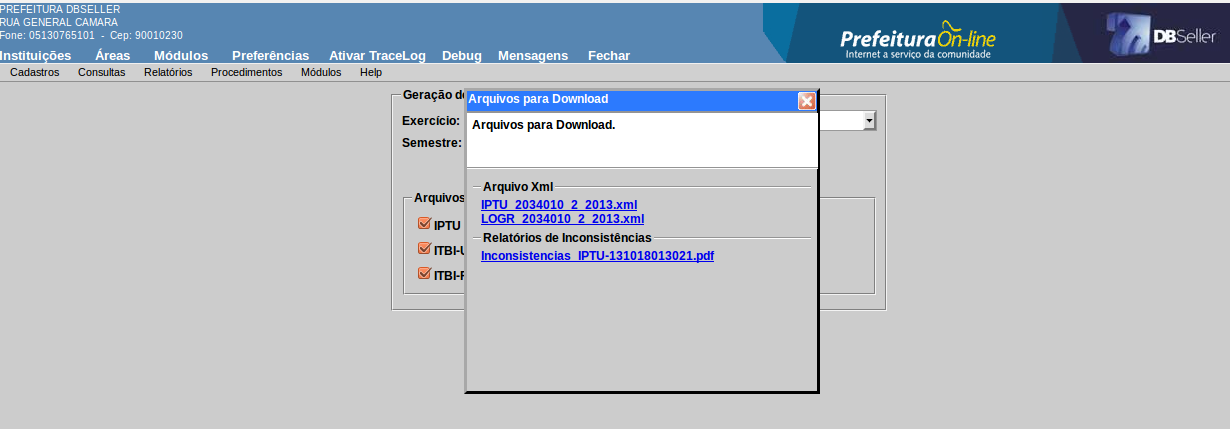 PREFEITURA DBSELLER
RUA GENERAL CAMARA
Fone: 05130765101 - Cep: 90010230
PrefeituraOn-line
Internet a serviço da comunidade
DBSeller
Instituições Áreas Módulos Preferências Ativar TraceLog Debug Mensagens Fechar
Cadastros Consultas Relatórios Procedimentos Módulos Help
Geração
Arquivos para Download
Exercício:
Arquivos para Download.
Semestre:
Arquivo Xml
Arquivos
IPTU_2034010_2_2013.xml
LOGR_2034010_2_2013.xml
IPTU
Relatórios de Inconsistências
ITBI-
Inconsistencias_IPTU-131018013021.pdf
ITBI-